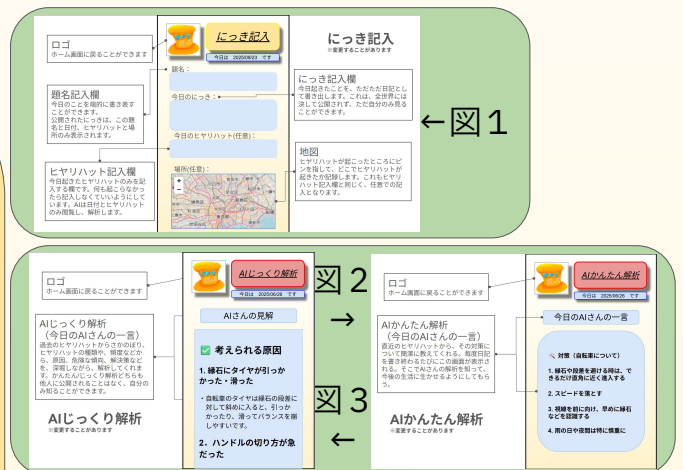 ロゴ
ホーム画面に戻ることができます
題名記入欄
今日のことを端的に書き表す
ことができます。
公開されたにっきは、この題
名と日付、ヒヤリハットと場
所のみ表示されます。
ヒヤリハット記入欄
今日起きたヒヤリハットのみを記
入する欄です。何も起こらなかっ
たら記入しなくていいようにして
います。AIは日付とヒヤリハット
のみ閲覧し、解析します。
にっき記入
今日は 2025/09/23 です
題名：
今日のにっき：
今日のヒヤリハット(任意)：
場所(任意)：
+
−
にっき記入
※変更することがあります
にっき記入欄
今日起きたことを、ただただ日記とし
て書き出します。これは、全世界には
決して公開されず、ただ自分のみ見る
ことができます。
地図
ヒヤリハットが起こったところにピ
ンを指して、どこでヒヤリハットが
起きたか記録します。これもヒヤリ
ハット記入欄と同じく、任意での記
入となります。
←図１
ロゴ
ホーム画面に戻ることができます
AIじっくり解析
（今日のAIさんの一言）
過去のヒヤリハットからさかのぼり、
ヒヤリハットの種類や、頻度などか
ら、原因、危険な傾向、解決策など
を、深掘りしながら、解析してくれま
す。かんたん/じっくり解析どちらも
他人に公開されることはなく、自分の
み知ることができます。
AIじっくり解析
※変更することがあります
AIじっくり解析
今日は 2025/06/26 です
AIさんの見解
✅ 考えられる原因
1. 縁石にタイヤが引っか
かった・滑った
・自転車のタイヤは縁石の段差に
対して斜めに入ると、引っか
かったり、滑ってバランスを崩
しやすいです。
2. ハンドルの切り方が急
だった
図２
→
図３
←
ロゴ
ホーム画面に戻ることができます
AIかんたん解析
（今日のAIさんの一言）
直近のヒヤリハットから、その対策に
ついて簡潔に教えてくれる。毎度日記
を書き終わるたびにこの画面が表示さ
れる。そこでAIさんの解析を知って、
今後の生活に生かせるようにしてもら
う。
AIかんたん解析
※変更することがあります
AIかんたん解析
今日は 2025/06/26 です
今日のAIさんの一言
🔍 対策（自転車について）
1. 縁石や段差を避ける時は、で
きるだけ直角に近く進入する
2. スピードを落とす
3. 視線を前に向け、早めに縁石
などを認識する
4. 雨の日や夜間は特に慎重に